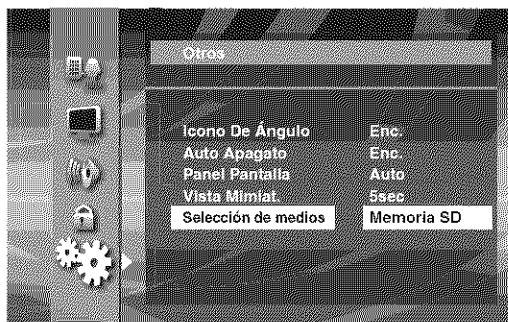 Otros
Icono De Ángulo Enc.
Auto Apagato Enc.
Panel Pantalla Auto
Vista Mimiat. 5sec
Selección de medios Memoria SD